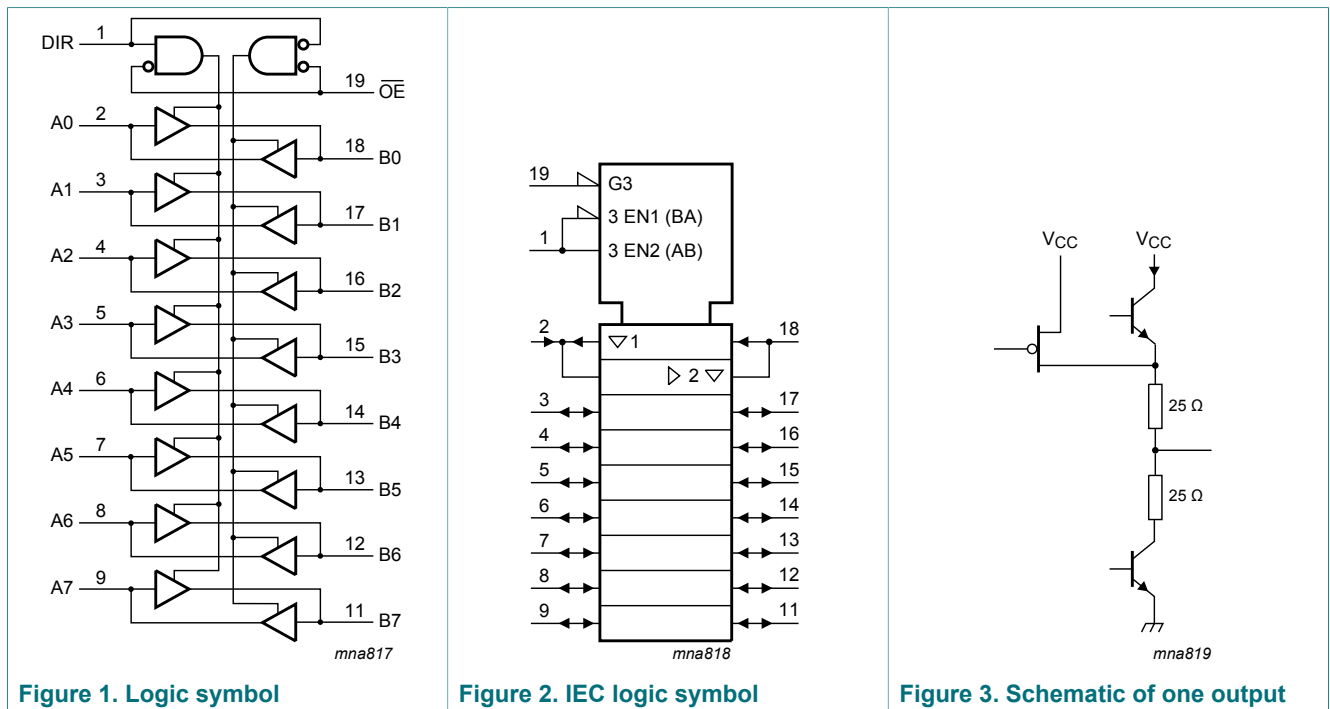 DIR 1
19 OE
A0 2
18 B0
A1 3
17 B1
A2 4
16 B2
A3 5
15 B3
A4 6
14 B4
A5 7
13 B5
A6 8
12 B6
A7 9
11 B7
mna817
Figure 1. Logic symbol
19 G3
3 EN1 (BA)
1 3 EN2 (AB)
2 1 18
2
3 17
4 16
5 15
6 14
7 13
8 12
9 11
mna818
Figure 2. IEC logic symbol
VCC VCC
25 Ω
25 Ω
mna819
Figure 3. Schematic of one output